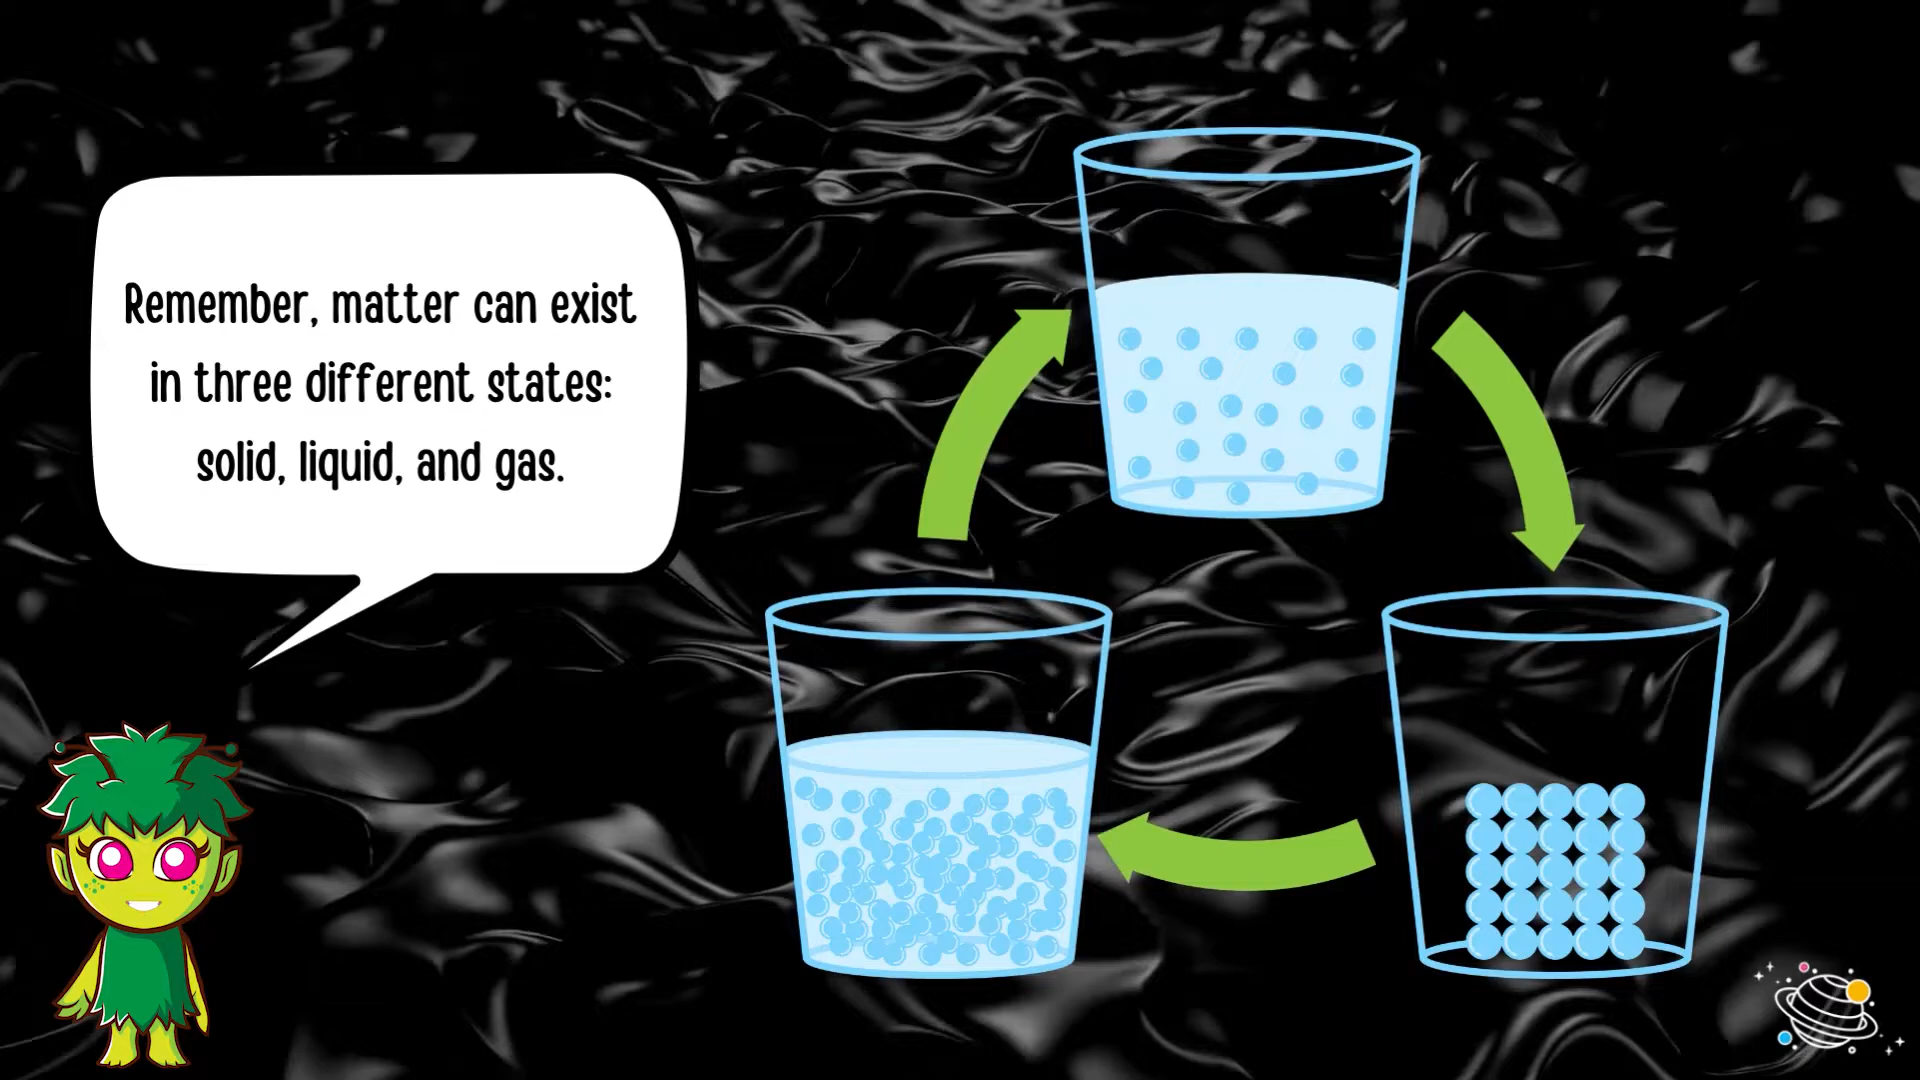 Remember, matter can exist
in three different states:
solid, liquid, and gas.